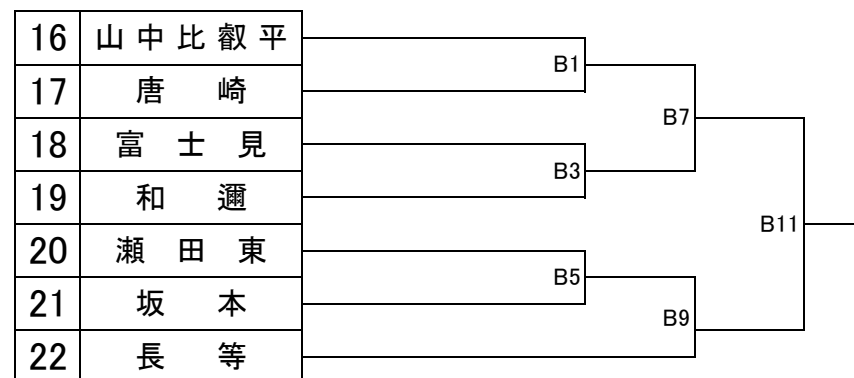 16 山中比叡平
B1
17 唐崎
B7
18 富士見
B3
19 和邇
B11
20 瀬田東
B5
21 坂本
B9
22 長等